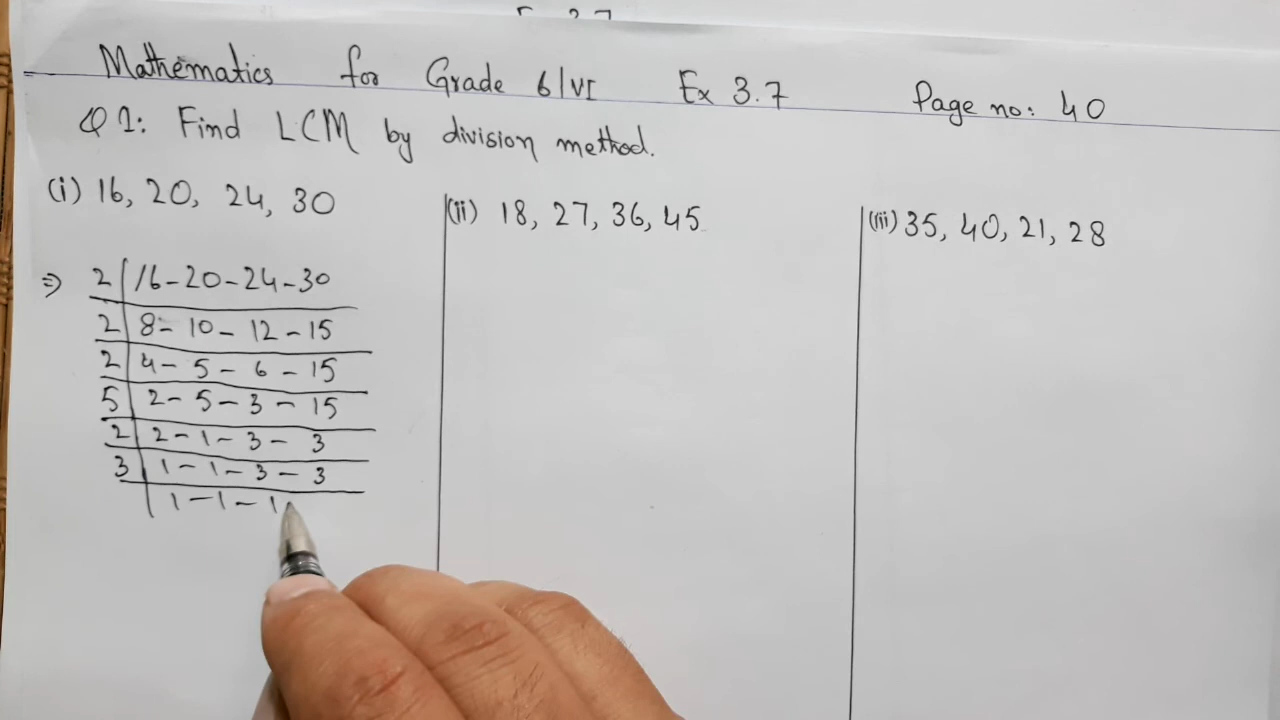 Mathematics for Grade 6/VI Ex 3.7 Page no: 40
Q1: Find LCM by division method.
(i) 16, 20, 24, 30
⇒ 2 | 16 - 20 - 24 - 30
2 | 8 - 10 - 12 - 15
2 | 4 - 5 - 6 - 15
5 | 2 - 5 - 3 - 15
2 | 2 - 1 - 3 - 3
3 | 1 - 1 - 3 - 3
| 1 - 1 - 1
(ii) 18, 27, 36, 45
(iii) 35, 40, 21, 28